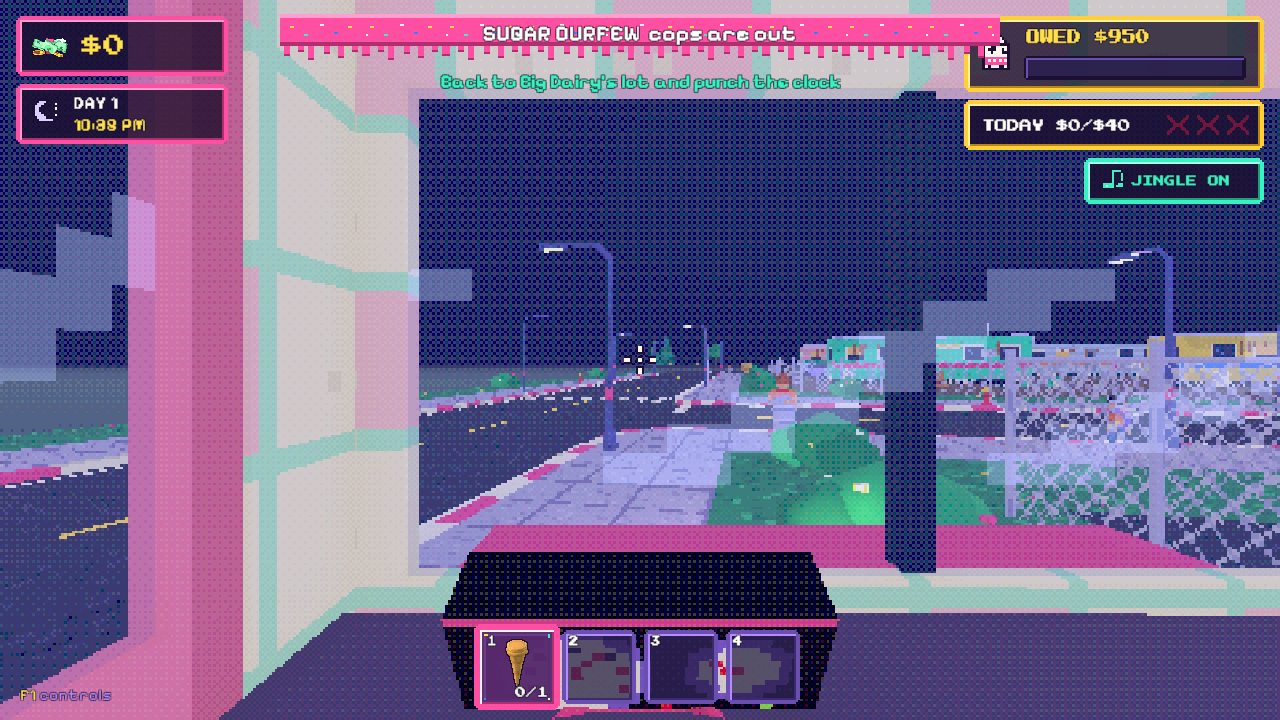 $0
DAY 1
10:38 PM
SUGAR CURFEW cops are out
Back to Big Dairy's lot and punch the clock
OWED $950
TODAY $0/$40
JINGLE ON
1
0/1
2
3
4
F1 controls